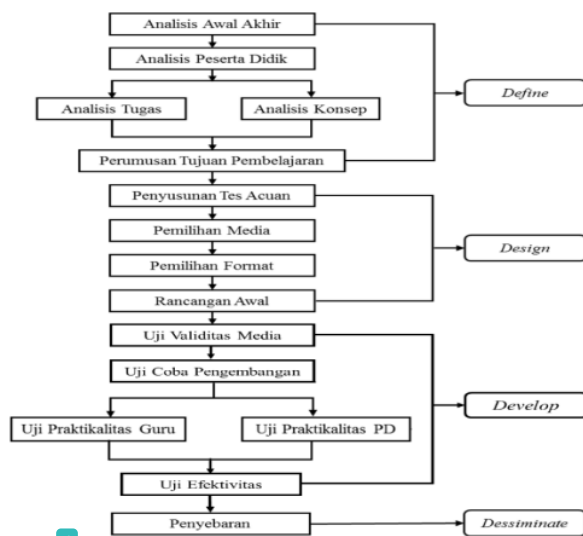 Analisis Awal Akhir
Analisis Peserta Didik
Analisis Tugas
Analisis Konsep
Define
Perumusan Tujuan Pembelajaran
Penyusunan Tes Acuan
Pemilihan Media
Design
Pemilihan Format
Rancangan Awal
Uji Validitas Media
Uji Coba Pengembangan
Develop
Uji Praktikalitas Guru
Uji Praktikalitas PD
Uji Efektivitas
Penyebaran
Dessiminate